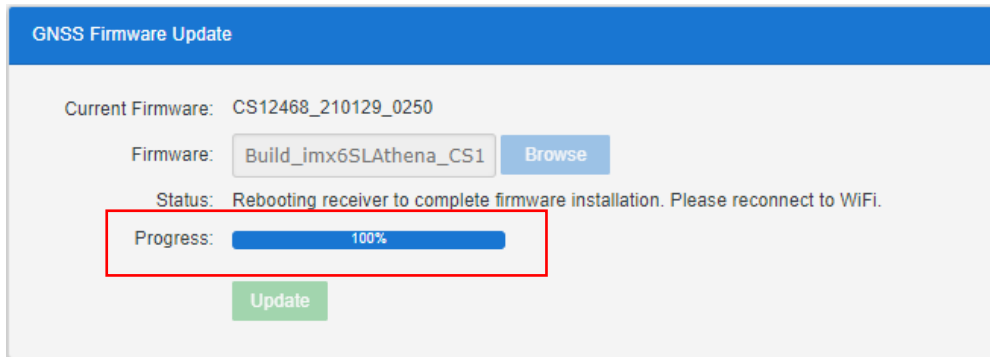 GNSS Firmware Update
Current Firmware: CS12468_210129_0250
Firmware: Build_imx6SLAthena_CS1 Browse
Status: Rebooting receiver to complete firmware installation. Please reconnect to WiFi.
Progress: 100%
Update